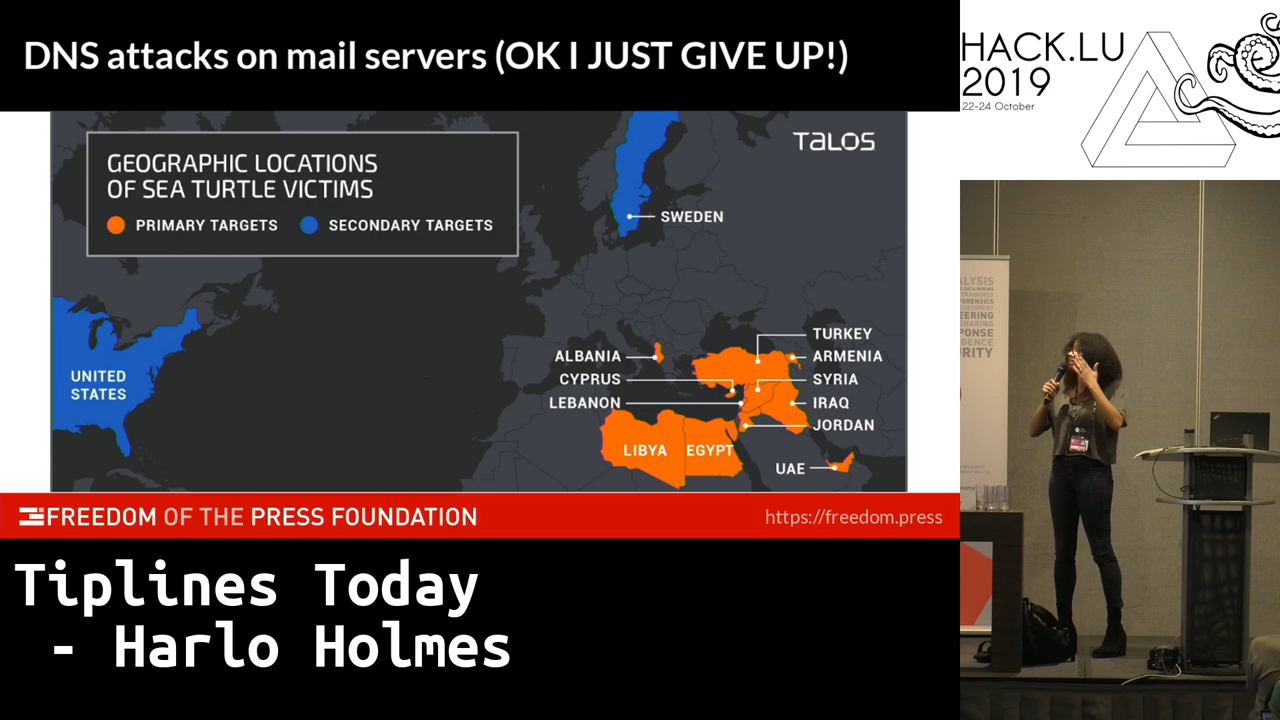 DNS attacks on mail servers (OK I JUST GIVE UP!)
GEOGRAPHIC LOCATIONS
OF SEA TURTLE VICTIMS
PRIMARY TARGETS
SECONDARY TARGETS
TALOS
SWEDEN
UNITED
STATES
TURKEY
ALBANIA
ARMENIA
CYPRUS
SYRIA
LEBANON
IRAQ
JORDAN
LIBYA
EGYPT
UAE
FREEDOM OF THE PRESS FOUNDATION
https://freedom.press
Tiplines Today
- Harlo Holmes
HACK.LU
2019
22-24 October